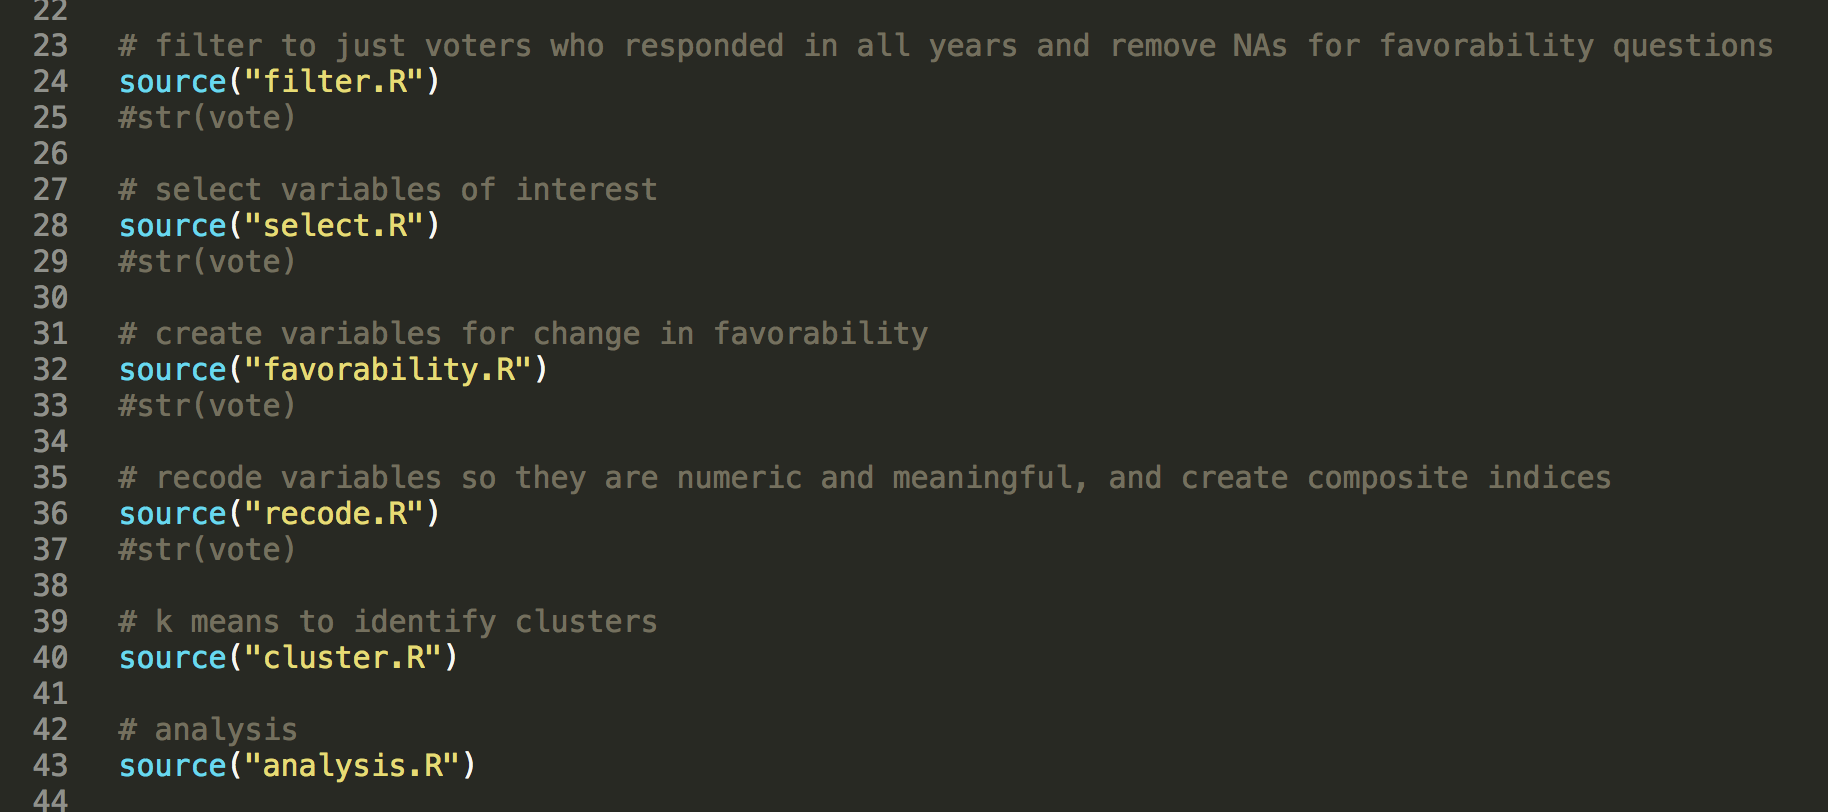 22
23 # filter to just voters who responded in all years and remove NAs for favorability questions
24 source("filter.R")
25 #str(vote)
26
27 # select variables of interest
28 source("select.R")
29 #str(vote)
30
31 # create variables for change in favorability
32 source("favorability.R")
33 #str(vote)
34
35 # recode variables so they are numeric and meaningful, and create composite indices
36 source("recode.R")
37 #str(vote)
38
39 # k means to identify clusters
40 source("cluster.R")
41
42 # analysis
43 source("analysis.R")
44